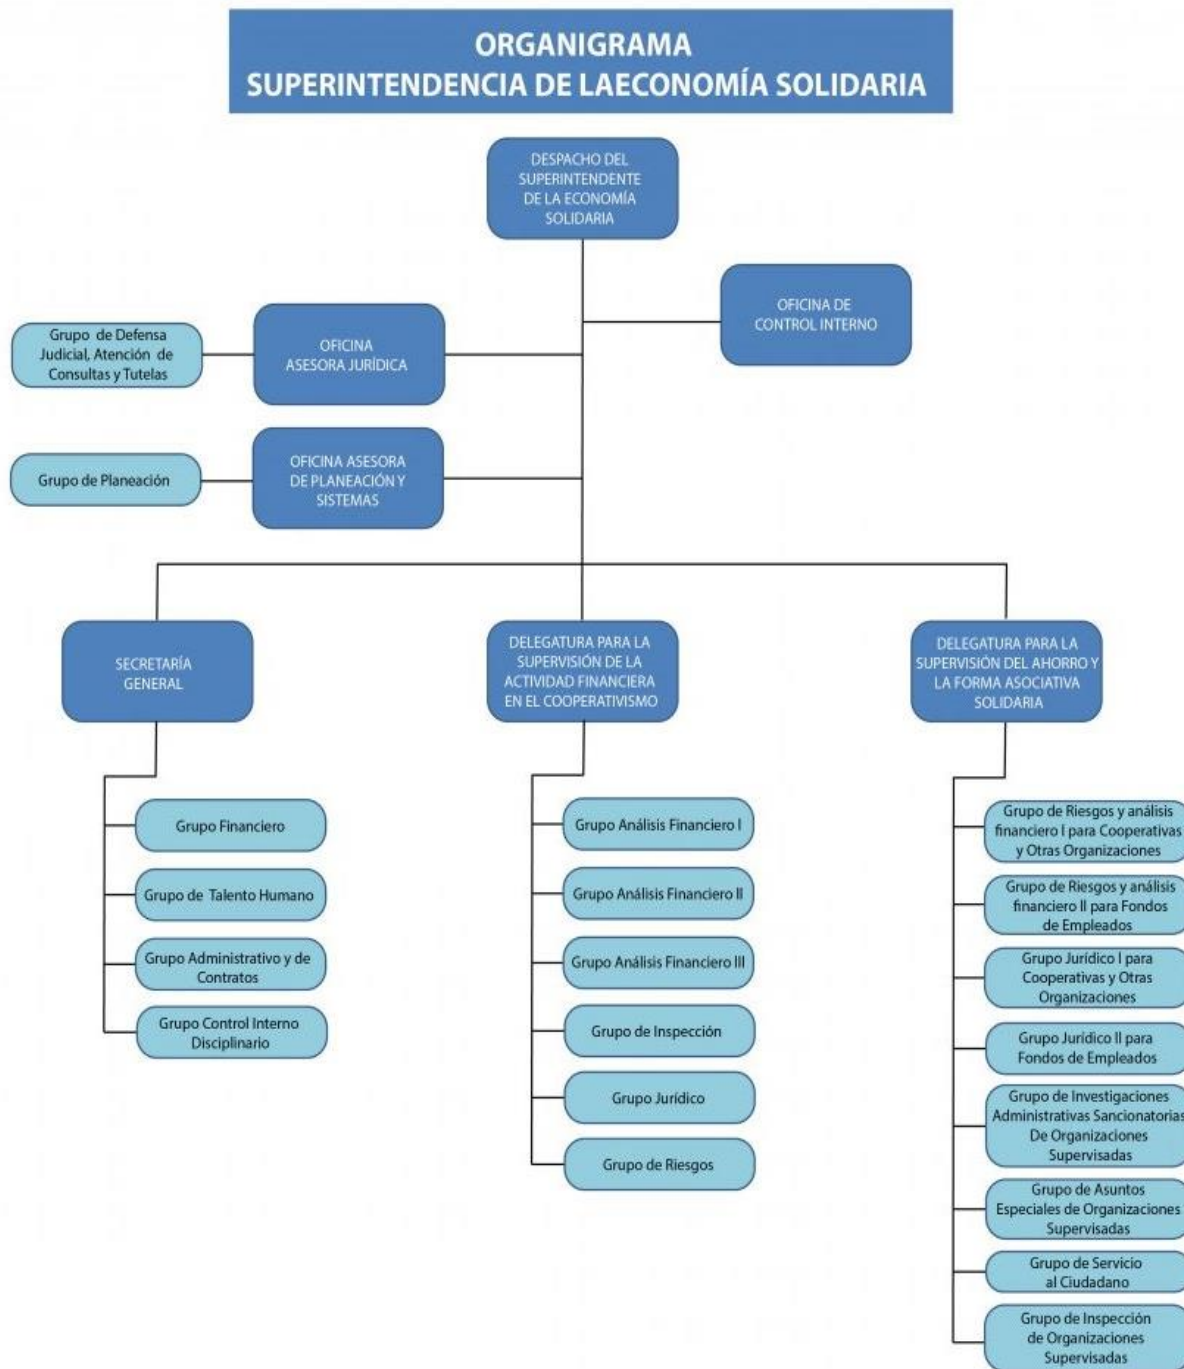 ORGANIGRAMA
SUPERINTENDENCIA DE LAECONOMÍA SOLIDARIA
DESPACHO DEL
SUPERINTENDENTE
DE LA ECONOMÍA
SOLIDARIA
OFICINA DE
CONTROL INTERNO
Grupo de Defensa
Judicial, Atención de
Consultas y Tutelas
OFICINA
ASESORA JURÍDICA
Grupo de Planeación
OFICINA ASESORA
DE PLANEACIÓN Y
SISTEMAS
SECRETARÍA
GENERAL
DELEGATURA PARA LA
SUPERVISIÓN DE LA
ACTIVIDAD FINANCIERA
EN EL COOPERATIVISMO
DELEGATURA PARA LA
SUPERVISIÓN DEL AHORRO Y
LA FORMA ASOCIATIVA
SOLIDARIA
Grupo Financiero
Grupo de Talento Humano
Grupo Administrativo y de
Contratos
Grupo Control Interno
Disciplinario
Grupo Análisis Financiero I
Grupo Análisis Financiero II
Grupo Análisis Financiero III
Grupo de Inspección
Grupo Jurídico
Grupo de Riesgos
Grupo de Riesgos y análisis
financiero I para Cooperativas
y Otras Organizaciones
Grupo de Riesgos y análisis
financiero II para Fondos
de Empleados
Grupo Jurídico I para
Cooperativas y Otras
Organizaciones
Grupo Jurídico II para
Fondos de Empleados
Grupo de Investigaciones
Administrativas Sancionatorias
De Organizaciones
Supervisadas
Grupo de Asuntos
Especiales de Organizaciones
Supervisadas
Grupo de Servicio
al Ciudadano
Grupo de Inspección
de Organizaciones
Supervisadas